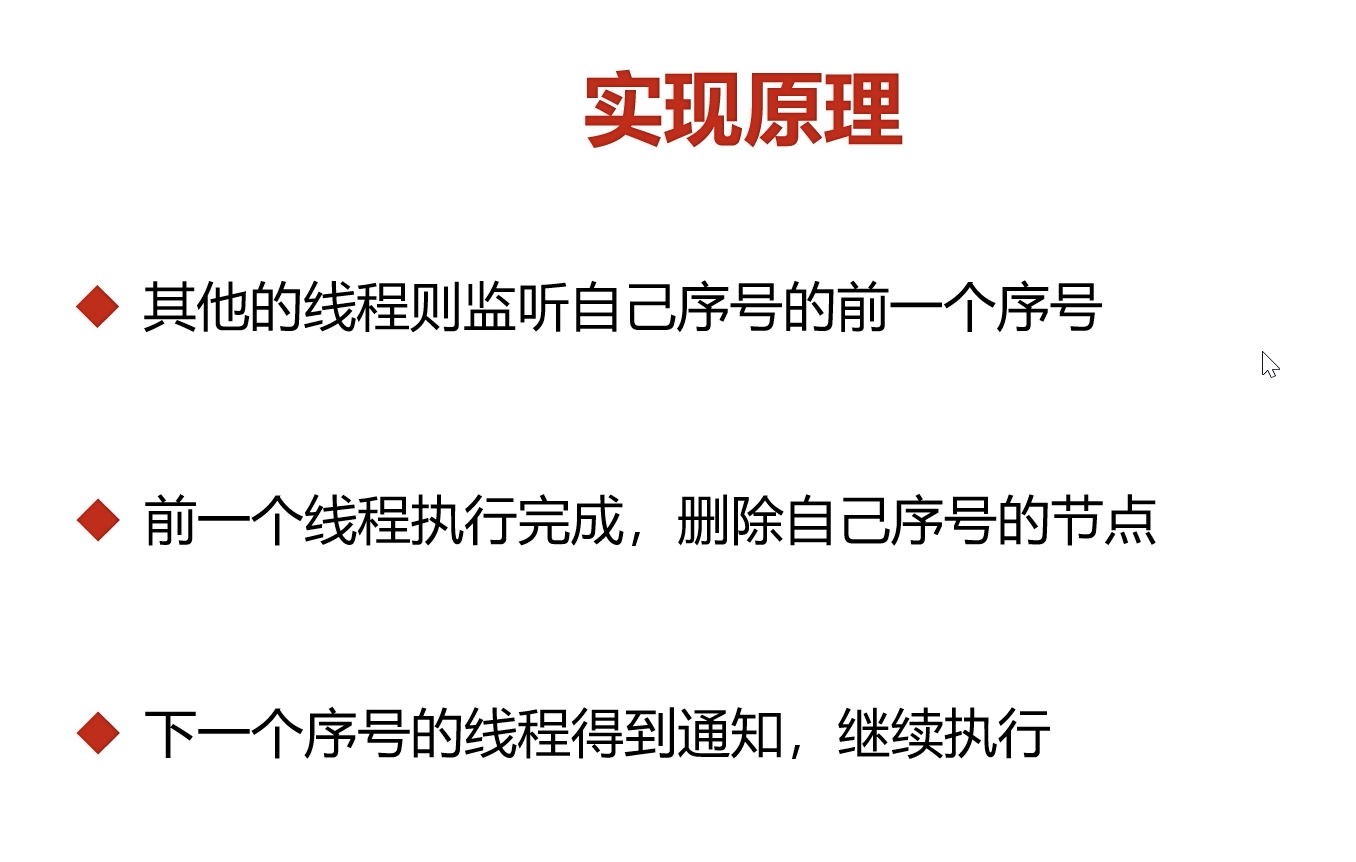 实现原理
其他的线程则监听自己序号的前一个序号
前一个线程执行完成，删除自己序号的节点
下一个序号的线程得到通知，继续执行